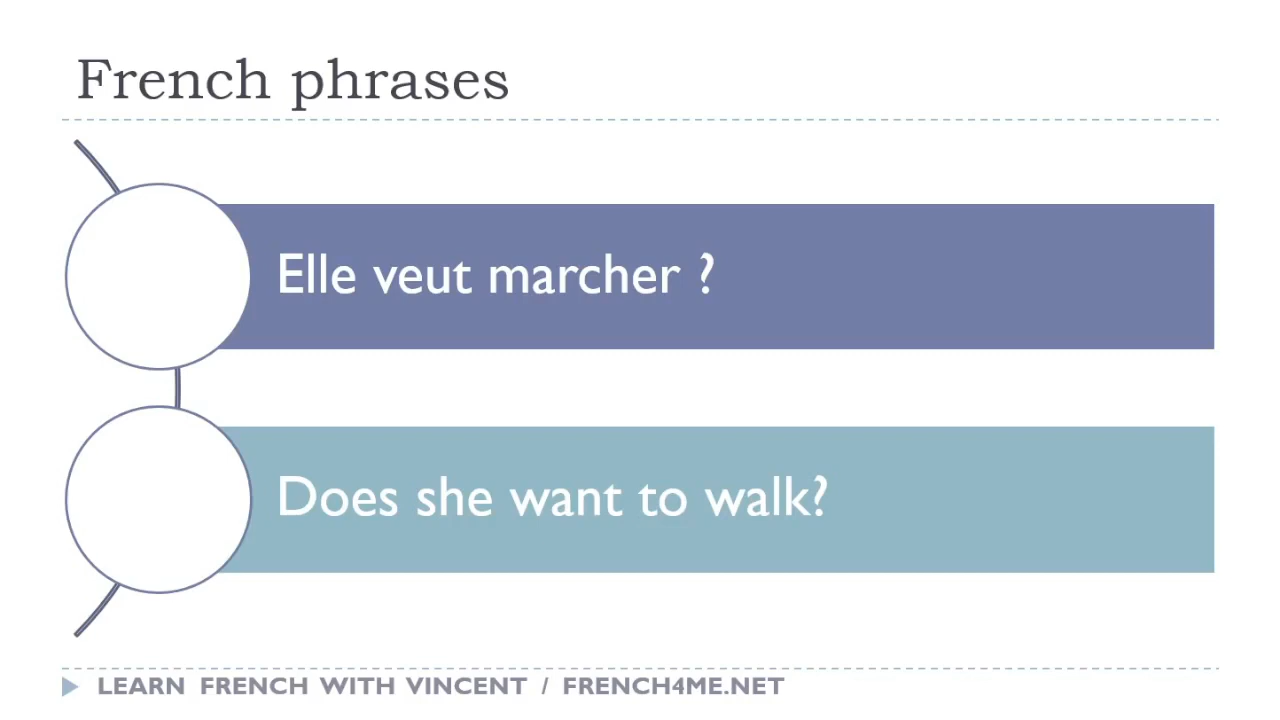 French phrases
Elle veut marcher ?
Does she want to walk?
LEARN FRENCH WITH VINCENT / FRENCH4ME.NET